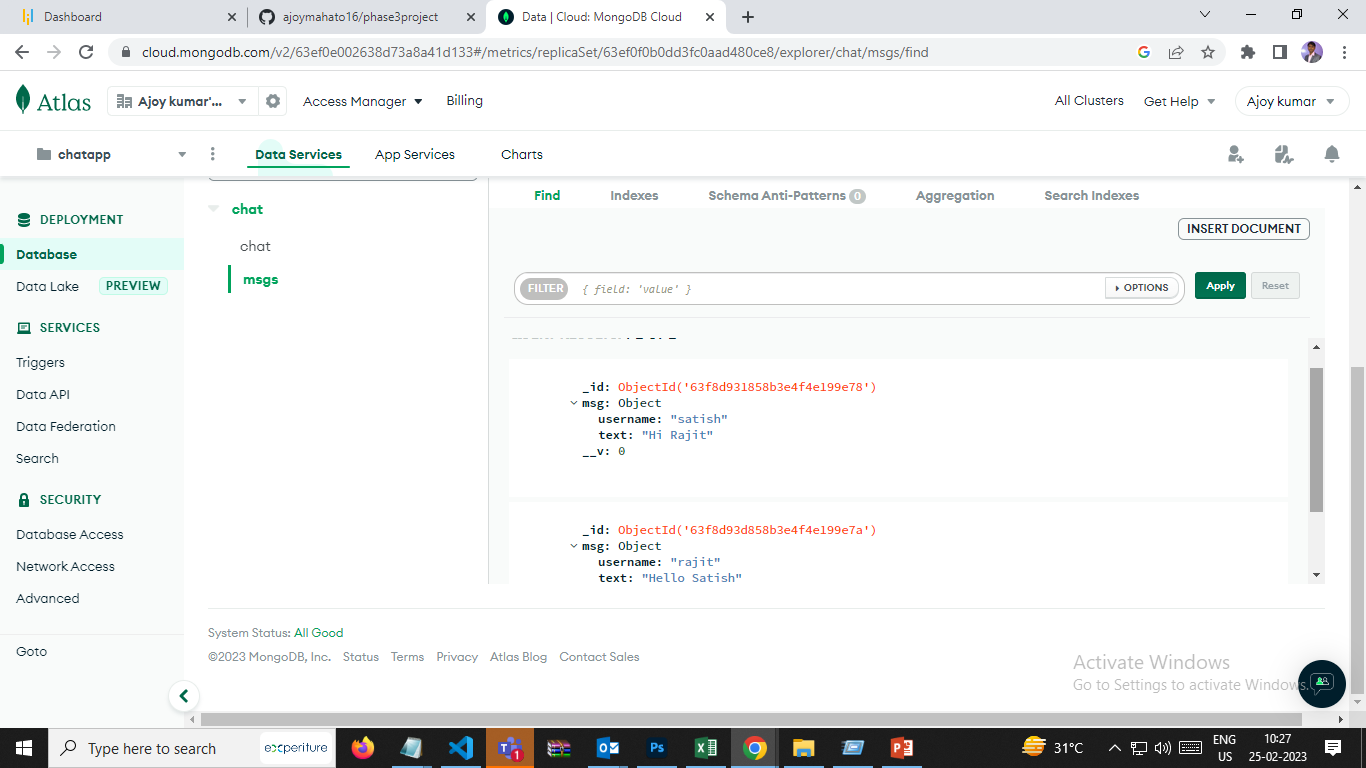 Dashboard
ajoymahato16/phase3project
Data | Cloud: MongoDB Cloud
cloud.mongodb.com/v2/63ef0e002638d73a8a41d133#/metrics/replicaSet/63ef0f0b0dd3fc0aad480ce8/explorer/chat/msgs/find
Atlas
Ajoy kumar'...
Access Manager
Billing
All Clusters
Get Help
Ajoy kumar
chatapp
Data Services
App Services
Charts
DEPLOYMENT
Database
Data Lake PREVIEW
SERVICES
Triggers
Data API
Data Federation
Search
SECURITY
Database Access
Network Access
Advanced
Goto
chat
chat
msgs
Find
Indexes
Schema Anti-Patterns 0
Aggregation
Search Indexes
INSERT DOCUMENT
FILTER { field: 'value' }
OPTIONS
Apply
Reset
_id: ObjectId('63f8d931858b3e4f4e199e78')
msg: Object
username: "satish"
text: "Hi Rajit"
__v: 0
_id: ObjectId('63f8d93d858b3e4f4e199e7a')
msg: Object
username: "rajit"
text: "Hello Satish"
System Status: All Good
©2023 MongoDB, Inc. Status Terms Privacy Atlas Blog Contact Sales
Activate Windows
Go to Settings to activate Windows.
Type here to search
experiture
1
31°C
ENG
US
10:27
25-02-2023